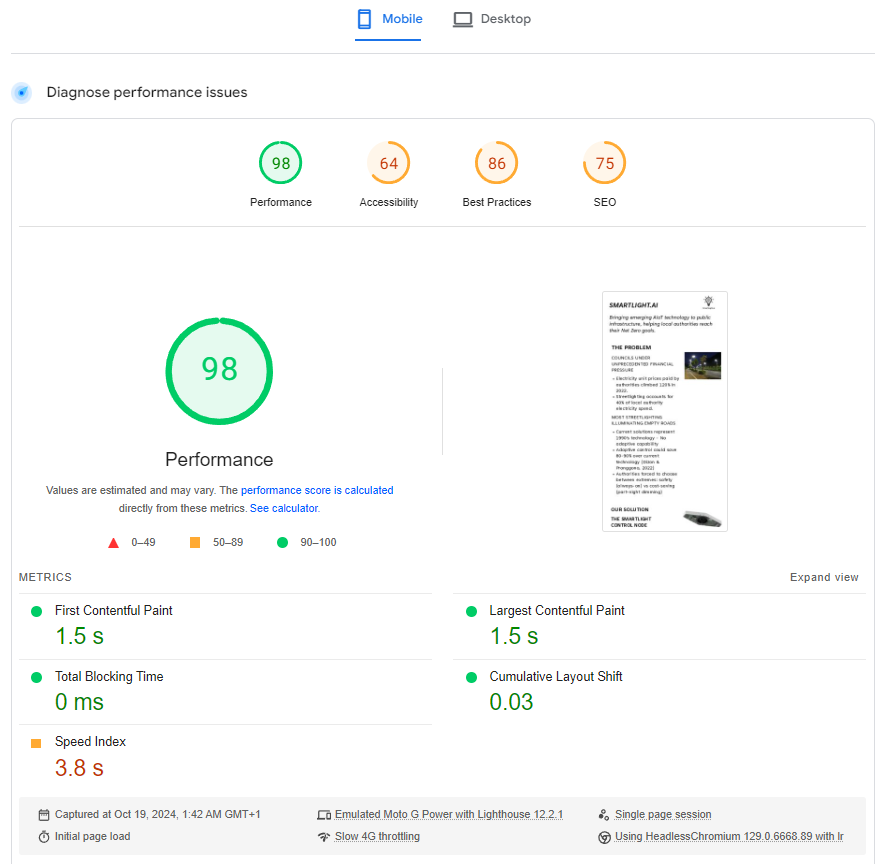 Mobile
Desktop
Diagnose performance issues
98
64
86
75
Performance
Accessibility
Best Practices
SEO
98
Performance
Values are estimated and may vary. The performance score is calculated
directly from these metrics. See calculator.
0–49
50–89
90–100
SMARTLIGHT.AI
Bringing emerging AIoT technology to public
infrastructure, helping local authorities reach
their Net Zero goals.
THE PROBLEM
COUNCILS UNDER
UNPRECEDENTED FINANCIAL
PRESSURE
Electricity unit prices paid by
authorities climbed 120% in
2022.
Streetlighting accounts for
40% of local authority
electricity spend.
MOST STREETLIGHTING
ILLUMINATING EMPTY ROADS
Current solutions represent
1990's technology - No
adaptive capability
Adaptive control could save
technology
2022)
Authorities forced to choose
between extremes: safety
(always-on) vs cost-saving
(part-night dimming)
OUR SOLUTION
THE SMARTLIGHT
CONTROL NODE
METRICS
Expand view
First Contentful Paint
1.5 s
Largest Contentful Paint
1.5 s
Total Blocking Time
0 ms
Cumulative Layout Shift
0.03
Speed Index
3.8 s
Captured at Oct 19, 2024, 1:42 AM GMT+1
Emulated Moto G Power with Lighthouse 12.2.1
Single page session
Initial page load
Slow 4G throttling
Using HeadlessChromium 129.0.6668.89 with lr